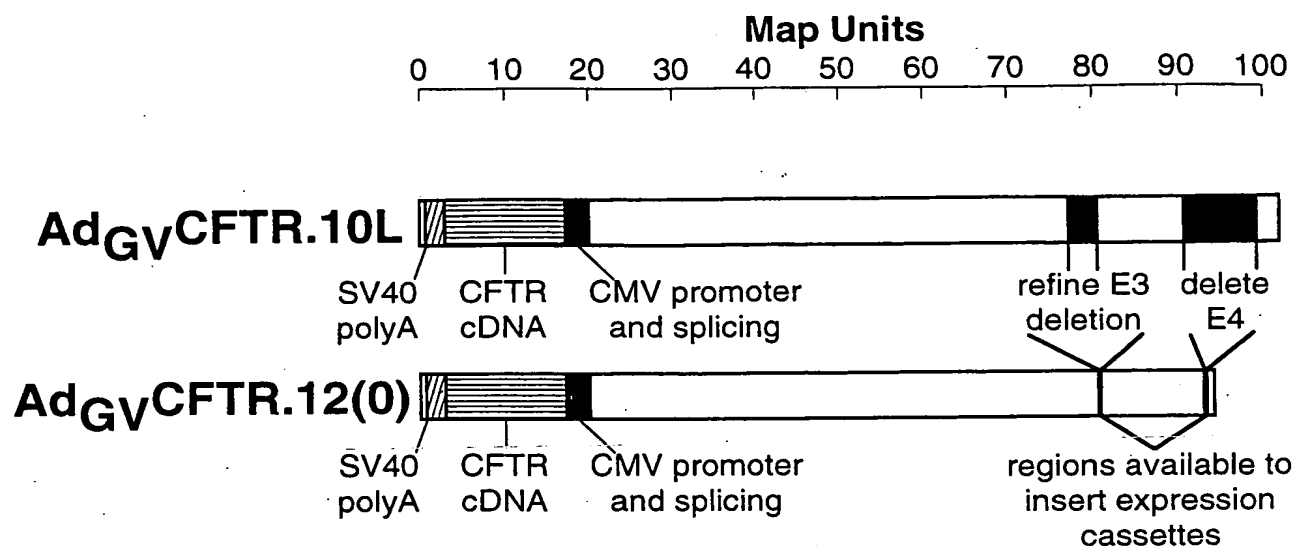 Map Units
0 10 20 30 40 50 60 70 80 90 100
AdGVCFTR.10L
SV40 polyA
CFTR cDNA
CMV promoter and splicing
refine E3 deletion
delete E4
AdGVCFTR.12(0)
SV40 polyA
CFTR cDNA
CMV promoter and splicing
regions available to insert expression cassettes